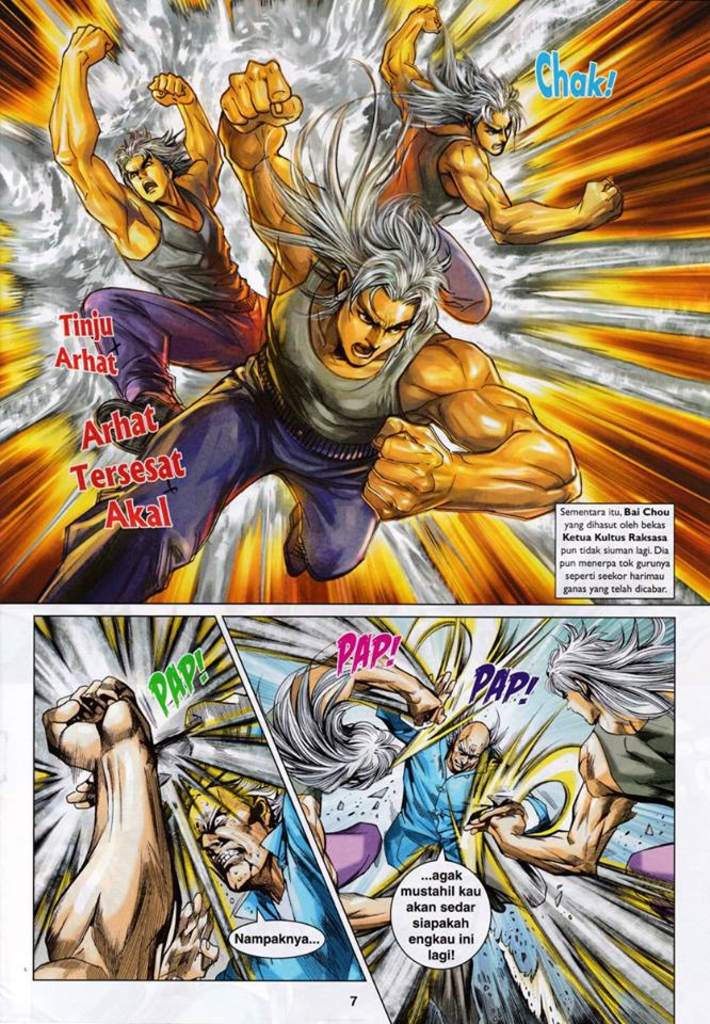 Chak!
Tinju
Arhat
Arhat
Tersesat
Akal
Sementara itu, Bai Chou
yang dihasut oleh bekas
Ketua Kultus Raksasa
pun tidak siuman lagi. Dia
pun menerpa tok gurunya
seperti seekor harimau
ganas yang telah dicabar.
PAP!
PAP!
PAP!
Nampaknya...
...agak
mustahil kau
akan sedar
siapakah
engkau ini
lagi!
7